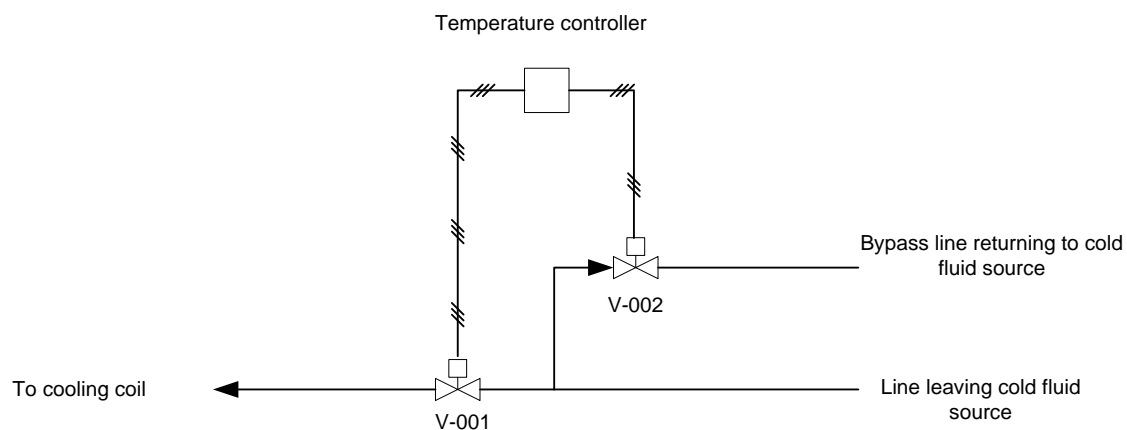 Temperature controller
Bypass line returning to cold
fluid source
V-002
To cooling coil
Line leaving cold fluid
source
V-001